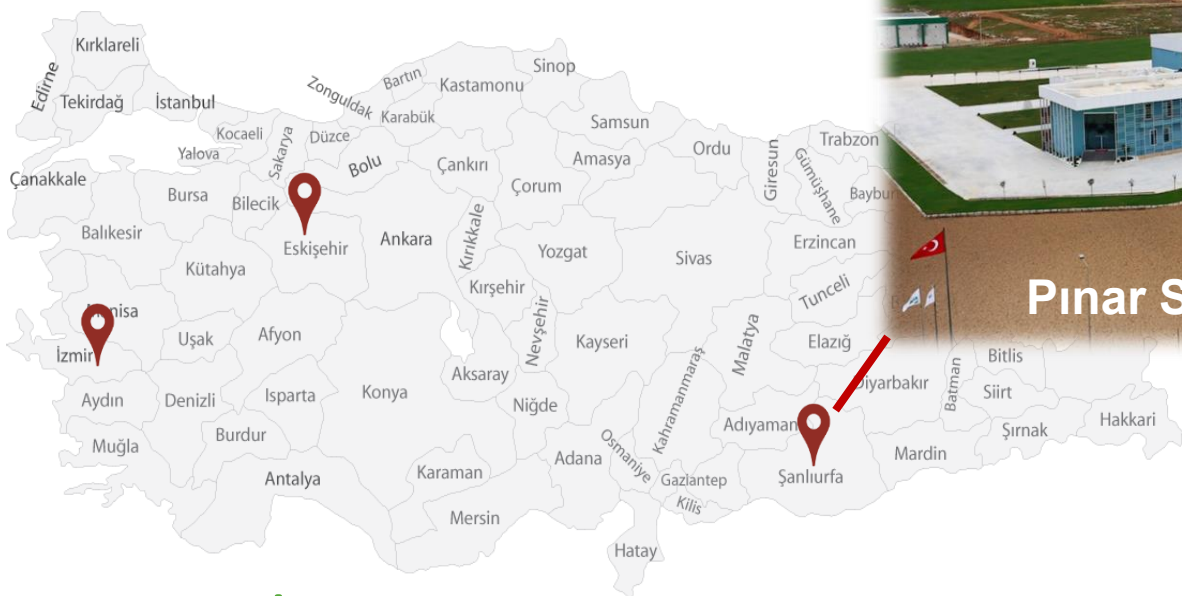 Kırklareli
Edirne
Tekirdağ
İstanbul
Kocaeli
Yalova
Sakarya
Düzce
Zonguldak
Bartın
Karabük
Kastamonu
Sinop
Bolu
Çankırı
Samsun
Amasya
Çorum
Ordu
Giresun
Trabzon
Gümüşhane
Çanakkale
Bursa
Bilecik
Balıkesir
Eskişehir
Kütahya
Ankara
Kırıkkale
Yozgat
Sivas
Erzincan
Tunceli
Kırşehir
Nevşehir
Kayseri
Malatya
Elazığ
İzmir
Uşak
Afyon
Aksaray
Konya
Niğde
Kahramanmaraş
Adıyaman
Diyarbakır
Batman
Bitlis
Siirt
Şırnak
Hakkari
Aydın
Denizli
Isparta
Burdur
Muğla
Antalya
Karaman
Mersin
Adana
Osmaniye
Gaziantep
Kilis
Hatay
Şanlıurfa
Mardin
Pınar S